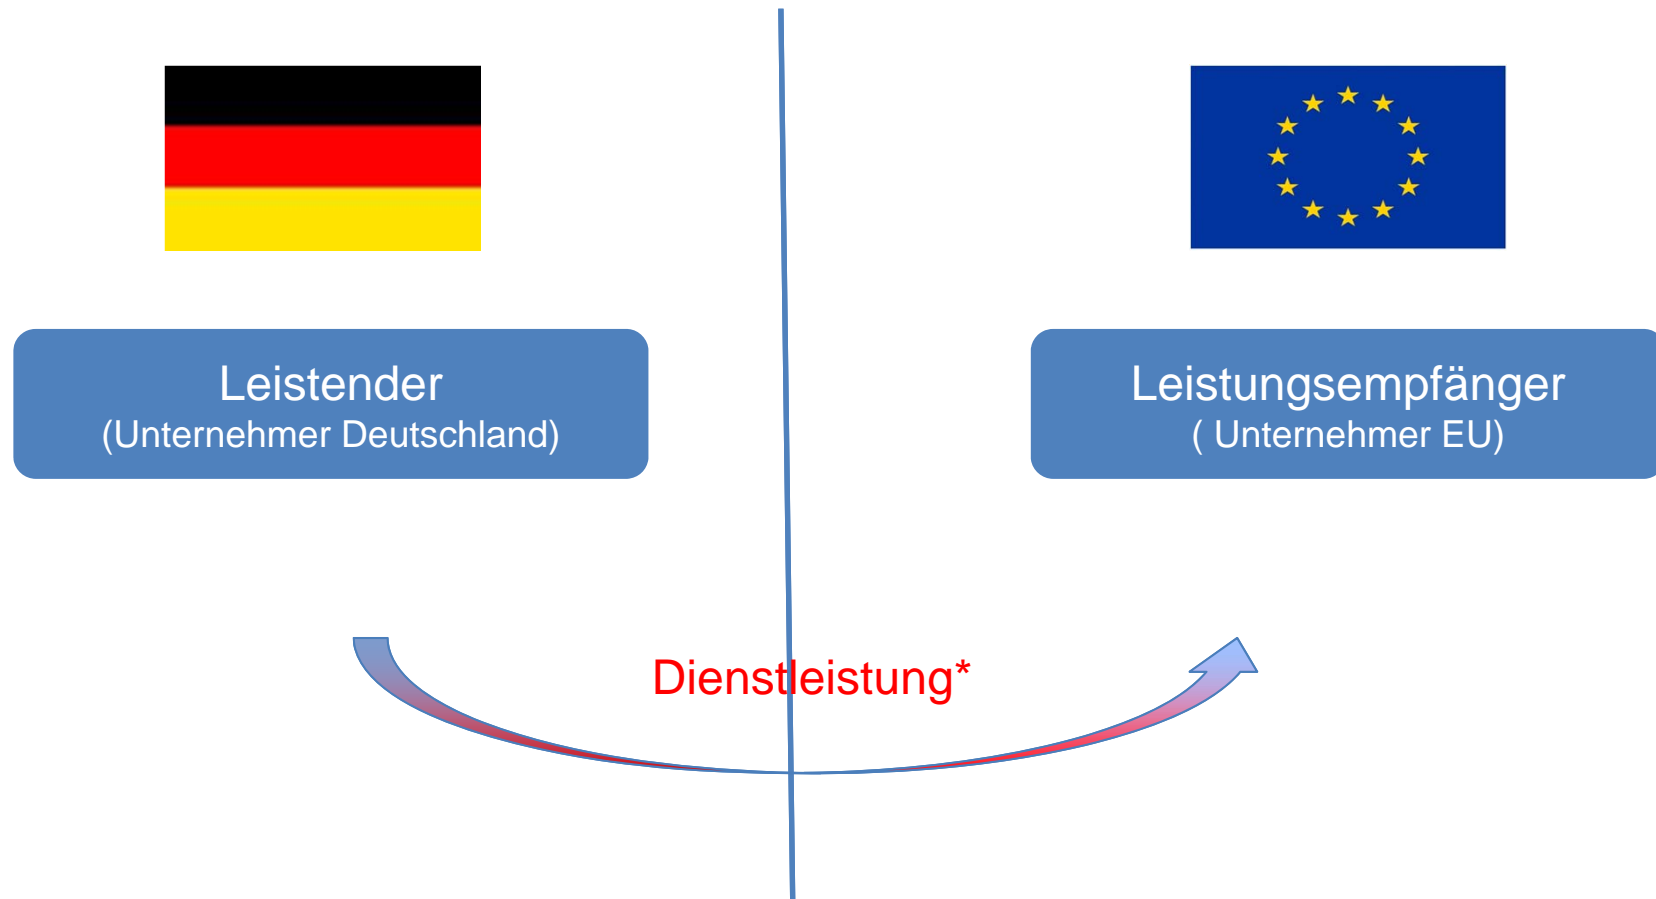 Leistender
(Unternehmer Deutschland)
Leistungsempfänger
( Unternehmer EU)
Dienstleistung*